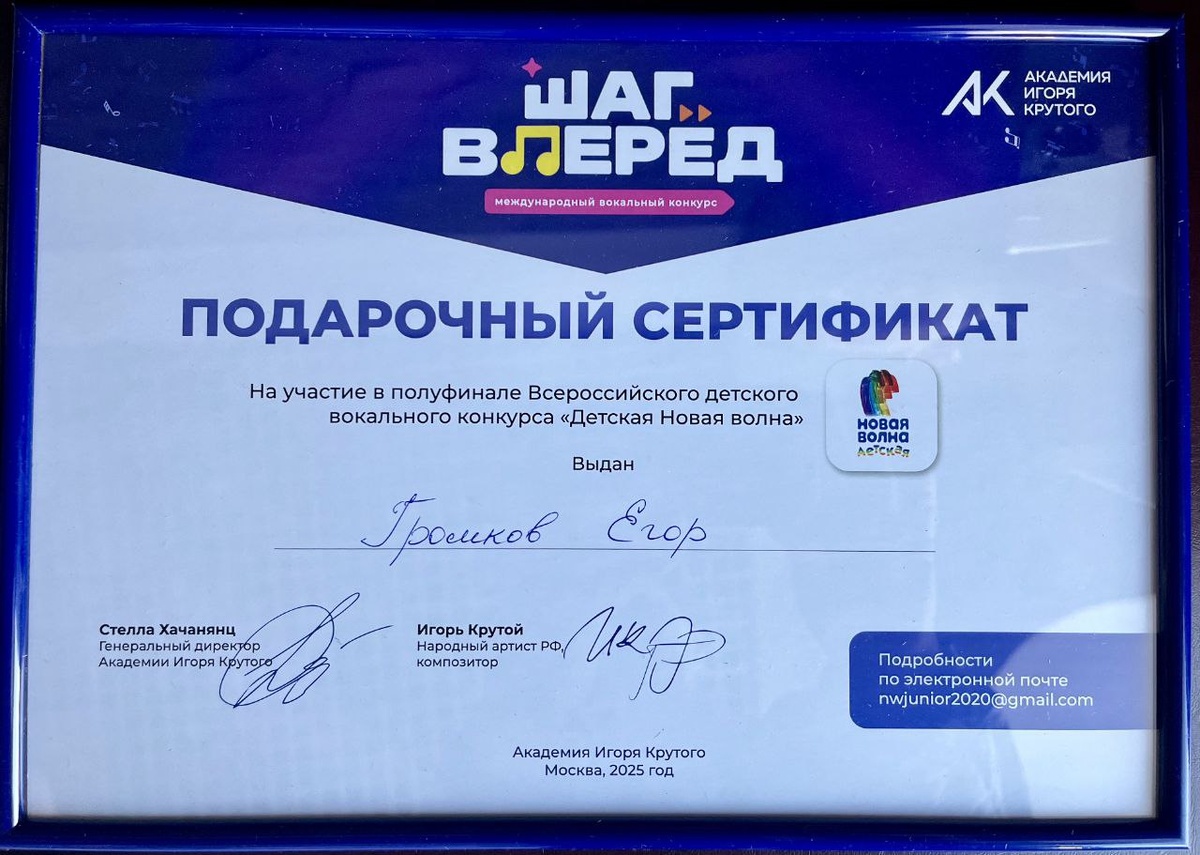 ШАГ
ВПЕРЁД
международный вокальный конкурс
АК
АКАДЕМИЯ
ИГОРЯ
КРУТОГО
ПОДАРОЧНЫЙ СЕРТИФИКАТ
На участие в полуфинале Всероссийского детского
вокального конкурса «Детская Новая волна»
НОВАЯ
ВОЛНА
детская
Выдан
Громков Егор
Стелла Хачанянц
Генеральный директор
Академии Игоря Крутого
Игорь Крутой
Народный артист РФ,
композитор
Подробности
по электронной почте
nwjunior2020@gmail.com
Академия Игоря Крутого
Москва, 2025 год